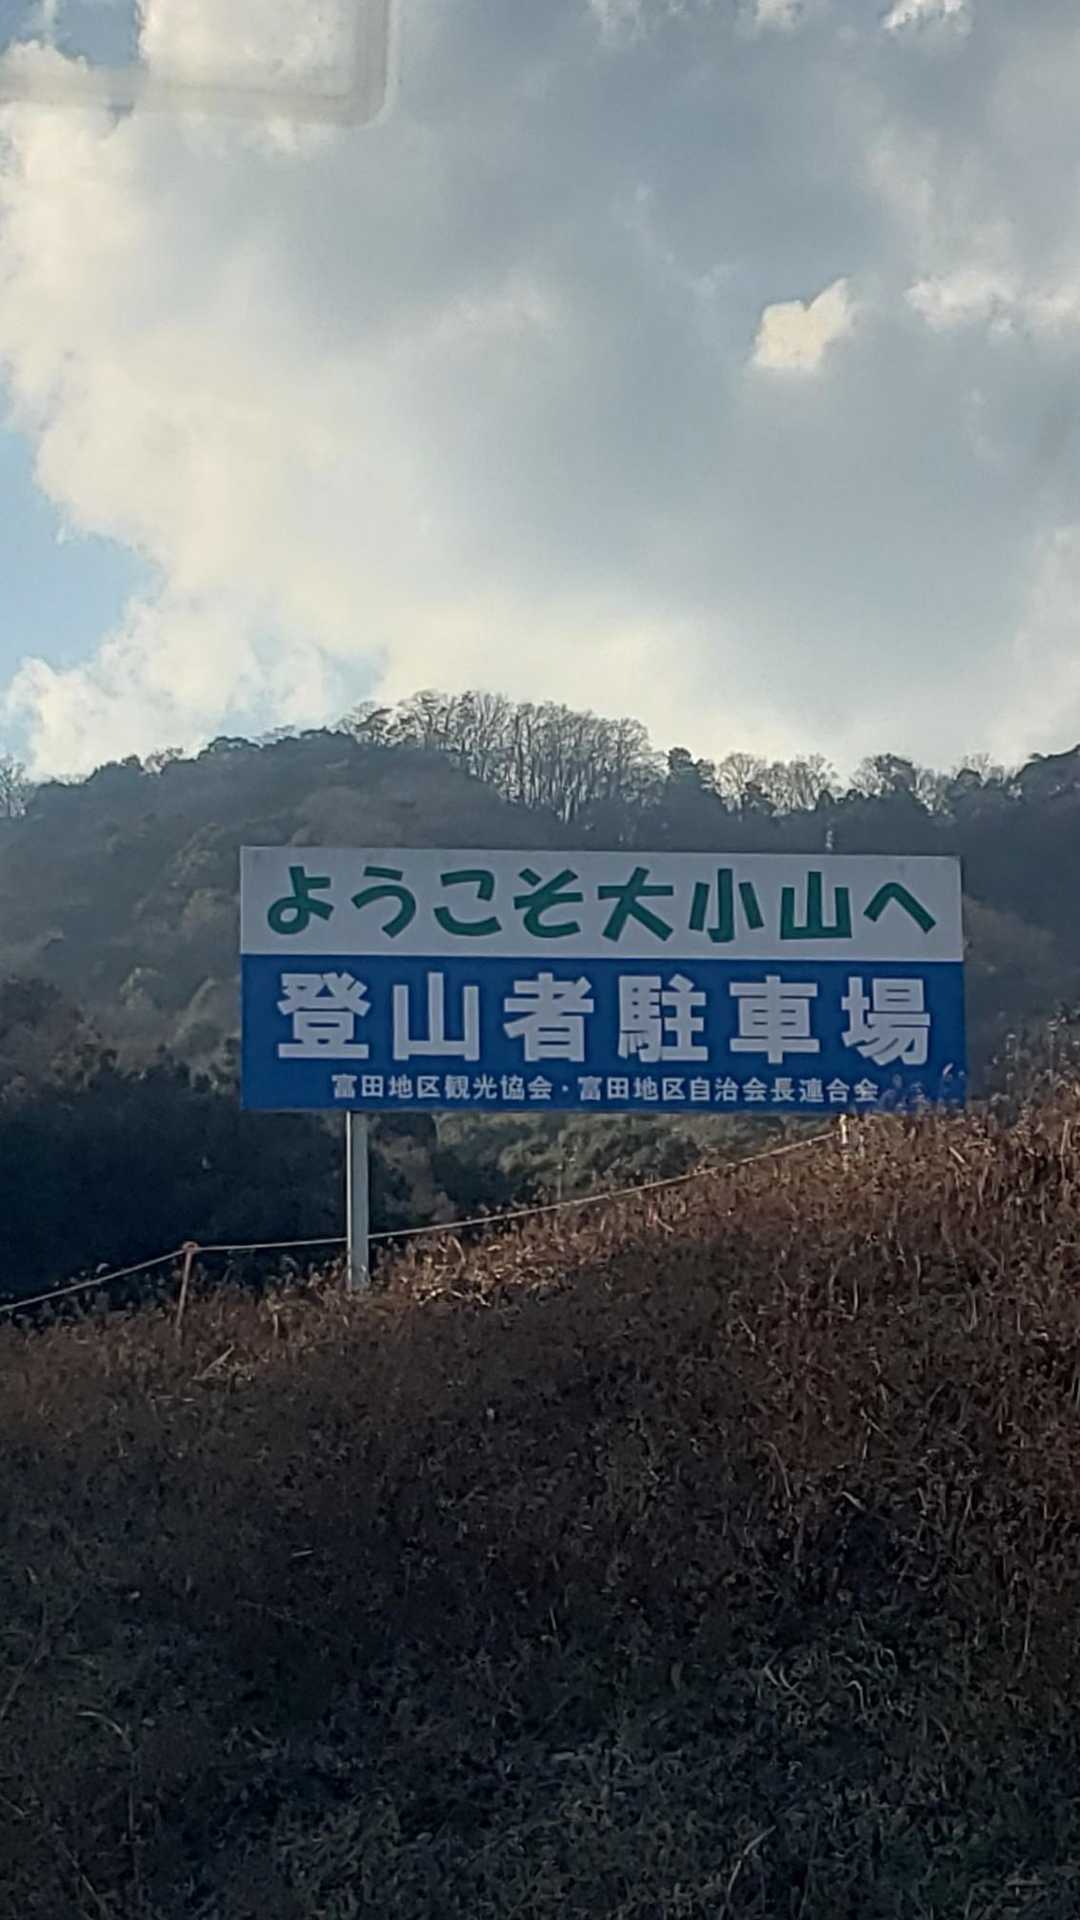 ようこそ大小山へ
登山者駐車場
富田地区観光協会・富田地区自治会長連合会